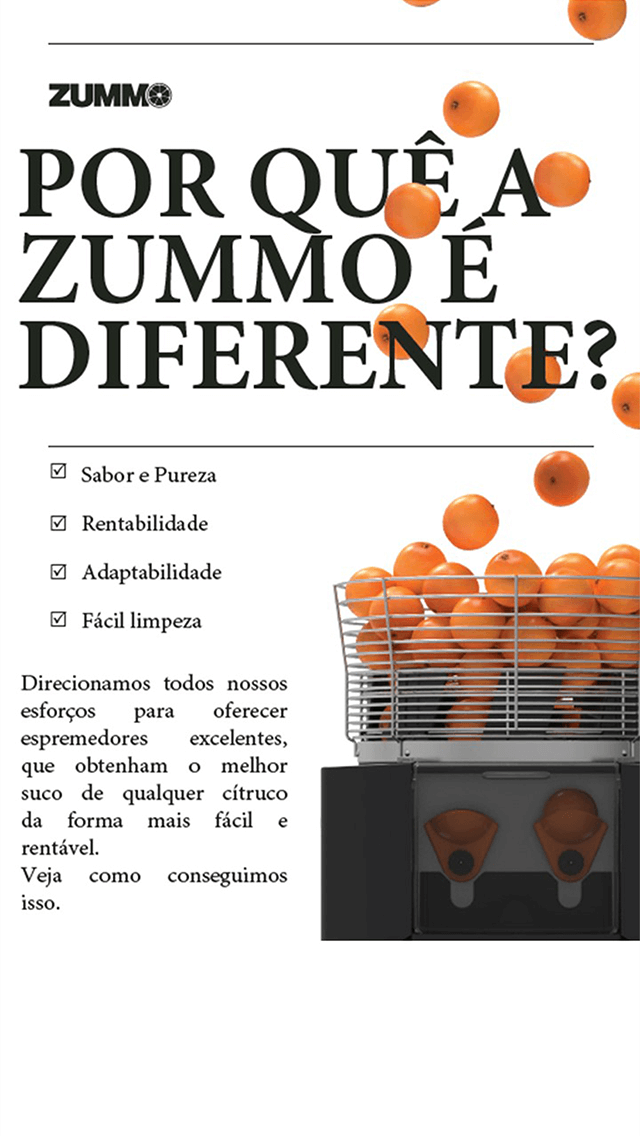 ZUMMO
POR QUÊ A
ZUMMO É
DIFERENTE?
Sabor e Pureza
Rentabilidade
Adaptabilidade
Fácil limpeza
Direcionamos todos nossos
esforços para oferecer
espremedores excelentes,
que obtenham o melhor
suco de qualquer cítruco
da forma mais fácil e
rentável.
Veja como conseguimos
isso.